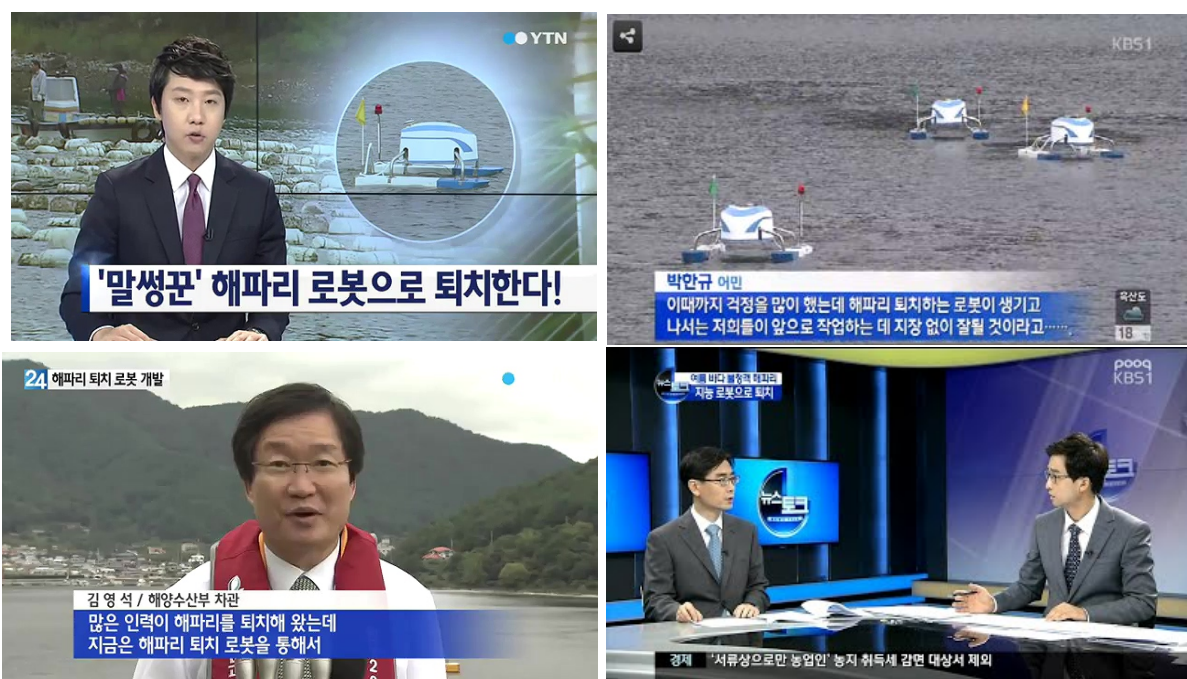 YTN
'말썽꾼' 해파리 로봇으로 퇴치한다!
KBS1
박한규 어민
이때까지 걱정을 많이 했는데 해파리 퇴치하는 로봇이 생기고
나서는 저희들이 앞으로 작업하는 데 지장 없이 잘될 것이라고…….
흑산도
18
24 해파리 퇴치 로봇 개발
김영석 / 해양수산부 차관
많은 인력이 해파리를 퇴치해 왔는데
지금은 해파리 퇴치 로봇을 통해서
pooq
KBS1
뉴스토크
여름 바다 불청객 해파리
지능 로봇으로 퇴치
뉴스토크
토크
경제 '서류상으로만 농업인' 농지 취득세 감면 대상서 제외